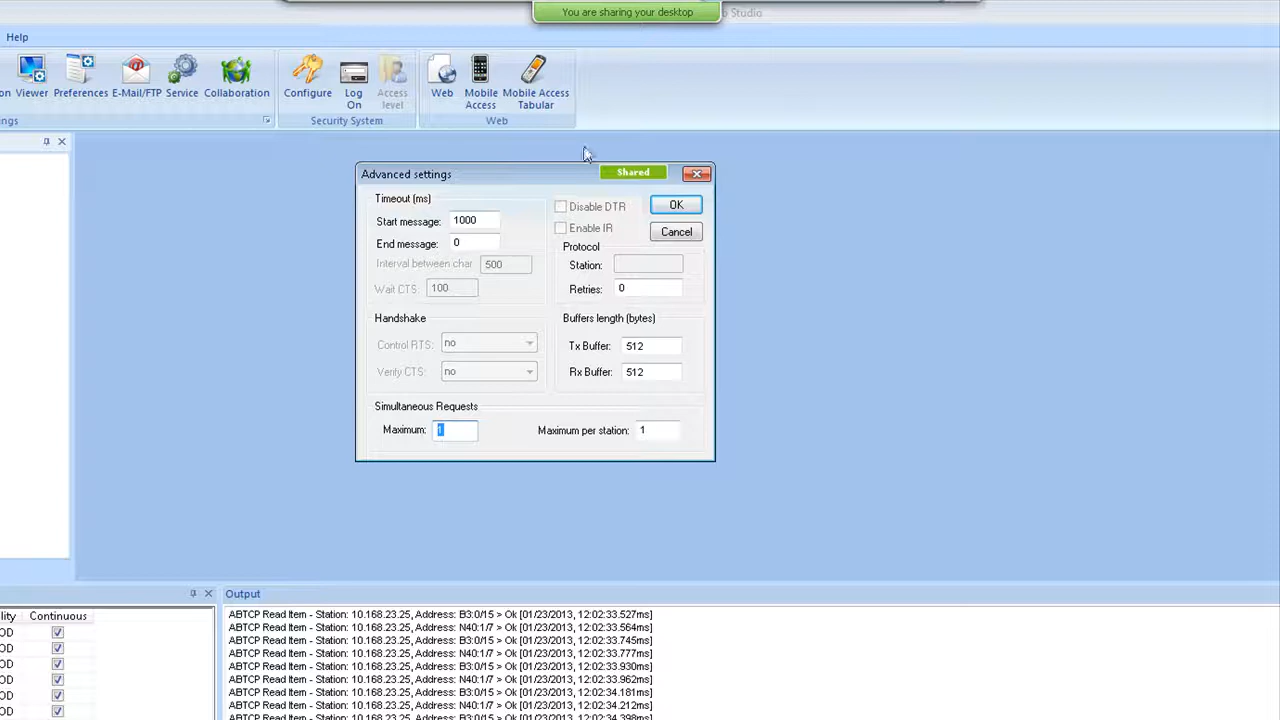 You are sharing your desktop
Studio
Help
Viewer Preferences E-Mail/FTP Service Collaboration Configure Log On Access level Web Mobile Access Mobile Access Tabular
ngs Security System Web
Advanced settings Shared
Timeout (ms)
Start message: 1000
End message: 0
Interval between char 500
Wait CTS: 100
Disable DTR OK
Enable IR Cancel
Protocol
Station:
Retries: 0
Handshake
Control RTS: no
Verify CTS: no
Buffers length (bytes)
Tx Buffer: 512
Rx Buffer: 512
Simultaneous Requests
Maximum: 1 Maximum per station: 1
lity Continuous
OD
OD
OD
OD
OD
OD
Output
ABTCP Read Item - Station: 10.168.23.25, Address: B3:0/15 > Ok [01/23/2013, 12:02:33.527ms]
ABTCP Read Item - Station: 10.168.23.25, Address: N40:1/7 > Ok [01/23/2013, 12:02:33.564ms]
ABTCP Read Item - Station: 10.168.23.25, Address: B3:0/15 > Ok [01/23/2013, 12:02:33.745ms]
ABTCP Read Item - Station: 10.168.23.25, Address: N40:1/7 > Ok [01/23/2013, 12:02:33.777ms]
ABTCP Read Item - Station: 10.168.23.25, Address: B3:0/15 > Ok [01/23/2013, 12:02:33.930ms]
ABTCP Read Item - Station: 10.168.23.25, Address: N40:1/7 > Ok [01/23/2013, 12:02:33.962ms]
ABTCP Read Item - Station: 10.168.23.25, Address: B3:0/15 > Ok [01/23/2013, 12:02:34.181ms]
ABTCP Read Item - Station: 10.168.23.25, Address: N40:1/7 > Ok [01/23/2013, 12:02:34.212ms]
ABTCP Read Item - Station: 10.168.23.25, Address: B3:0/15 > Ok [01/23/2013, 12:02:34.398ms]